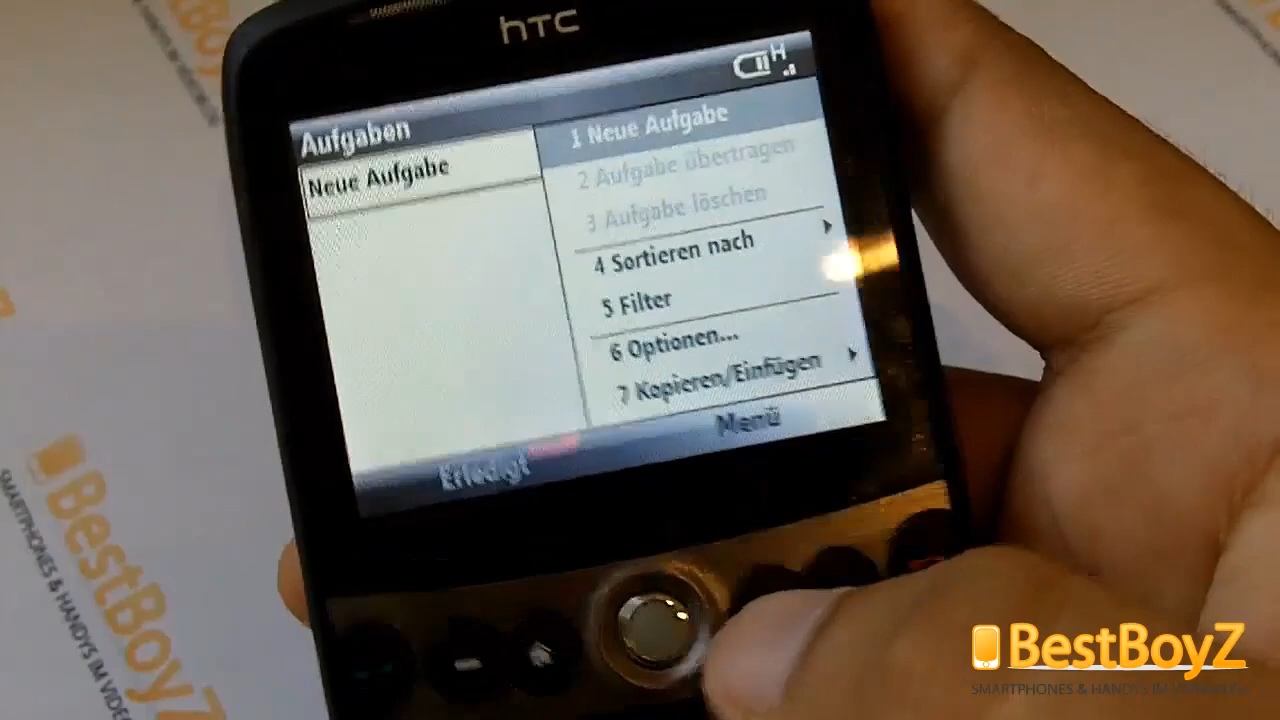 hTC
H
Aufgaben
Neue Aufgabe
1 Neue Aufgabe
2 Aufgabe übertragen
3 Aufgabe löschen
4 Sortieren nach
5 Filter
6 Optionen...
7 Kopieren/Einfügen
Erledigt
Menü
BestBoyZ
SMARTPHONES & HANDYS IM VIDEO
BestBoyZ
SMARTPHONES & HANDYS IM